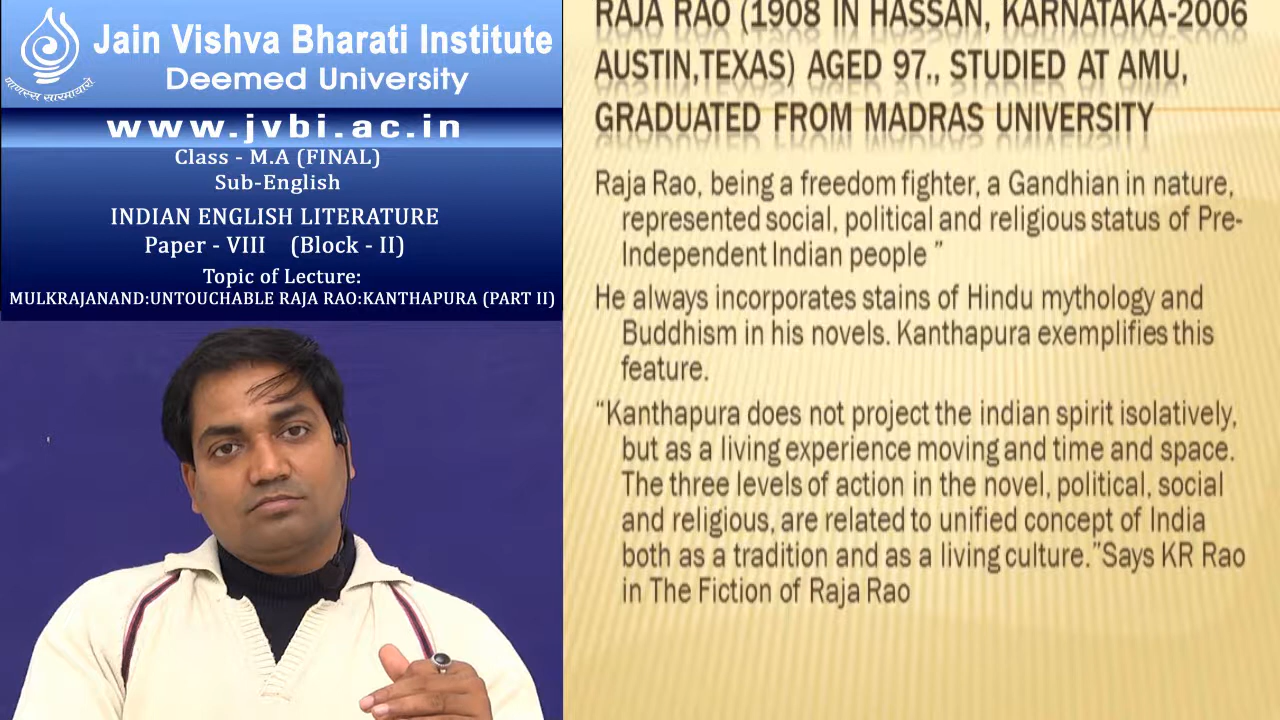 Jain Vishva Bharati Institute
Deemed University
www.jvbi.ac.in
Class - M.A (FINAL)
Sub-English
INDIAN ENGLISH LITERATURE
Paper - VIII (Block - II)
Topic of Lecture:
MULKRAJANAND:UNTOUCHABLE RAJA RAO:KANTHAPURA (PART II)
RAJA RAO (1908 IN HASSAN, KARNATAKA-2006
AUSTIN,TEXAS) AGED 97., STUDIED AT AMU,
GRADUATED FROM MADRAS UNIVERSITY
Raja Rao, being a freedom fighter, a Gandhian in nature,
represented social, political and religious status of Pre-
Independent Indian people ”
He always incorporates stains of Hindu mythology and
Buddhism in his novels. Kanthapura exemplifies this
feature.
“Kanthapura does not project the indian spirit isolatively,
but as a living experience moving and time and space.
The three levels of action in the novel, political, social
and religious, are related to unified concept of India
both as a tradition and as a living culture.”Says KR Rao
in The Fiction of Raja Rao